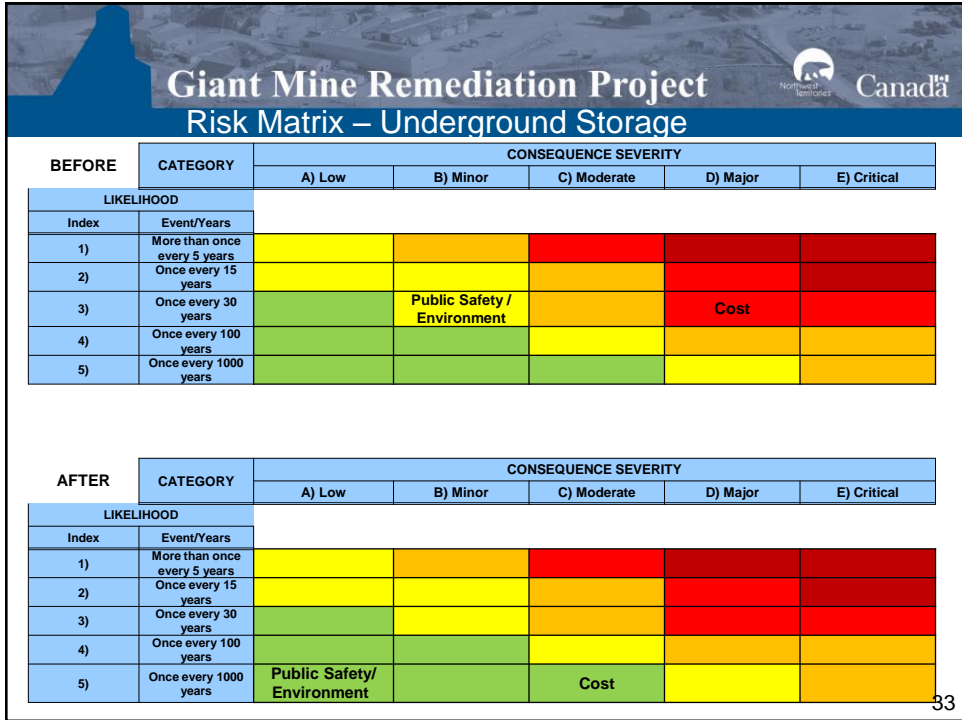 Giant Mine Remediation Project
Northwest
Territories
Canada
Risk Matrix – Underground Storage
BEFORE
CATEGORY
CONSEQUENCE SEVERITY
A) Low B) Minor C) Moderate D) Major E) Critical
LIKELIHOOD
Index Event/Years
1) More than once
every 5 years
2) Once every 15
years
3) Once every 30
years
Public Safety /
Environment
Cost
4) Once every 100
years
5) Once every 1000
years
AFTER
CATEGORY
CONSEQUENCE SEVERITY
A) Low B) Minor C) Moderate D) Major E) Critical
LIKELIHOOD
Index Event/Years
1) More than once
every 5 years
2) Once every 15
years
3) Once every 30
years
4) Once every 100
years
5) Once every 1000
years
Public Safety/
Environment
Cost
33